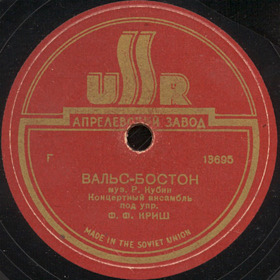 USSR
АПРЕЛЕВСКИЙ ЗАВОД
Г 13695
ВАЛЬС-БОСТОН
муз. Р. Кубин
Концертный ансамбль
под упр.
Ф. Ф. КРИШ
MADE IN THE SOVIET UNION